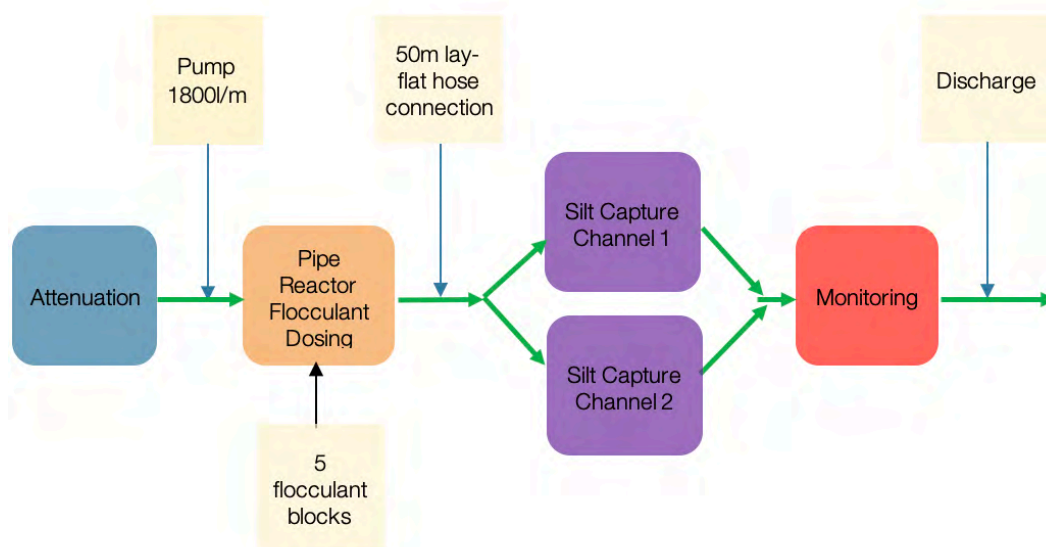 Pump
1800l/m
50m lay-
flat hose
connection
Discharge
Attenuation
Pipe
Reactor
Flocculant
Dosing
Silt Capture
Channel 1
Silt Capture
Channel 2
Monitoring
5
flocculant
blocks